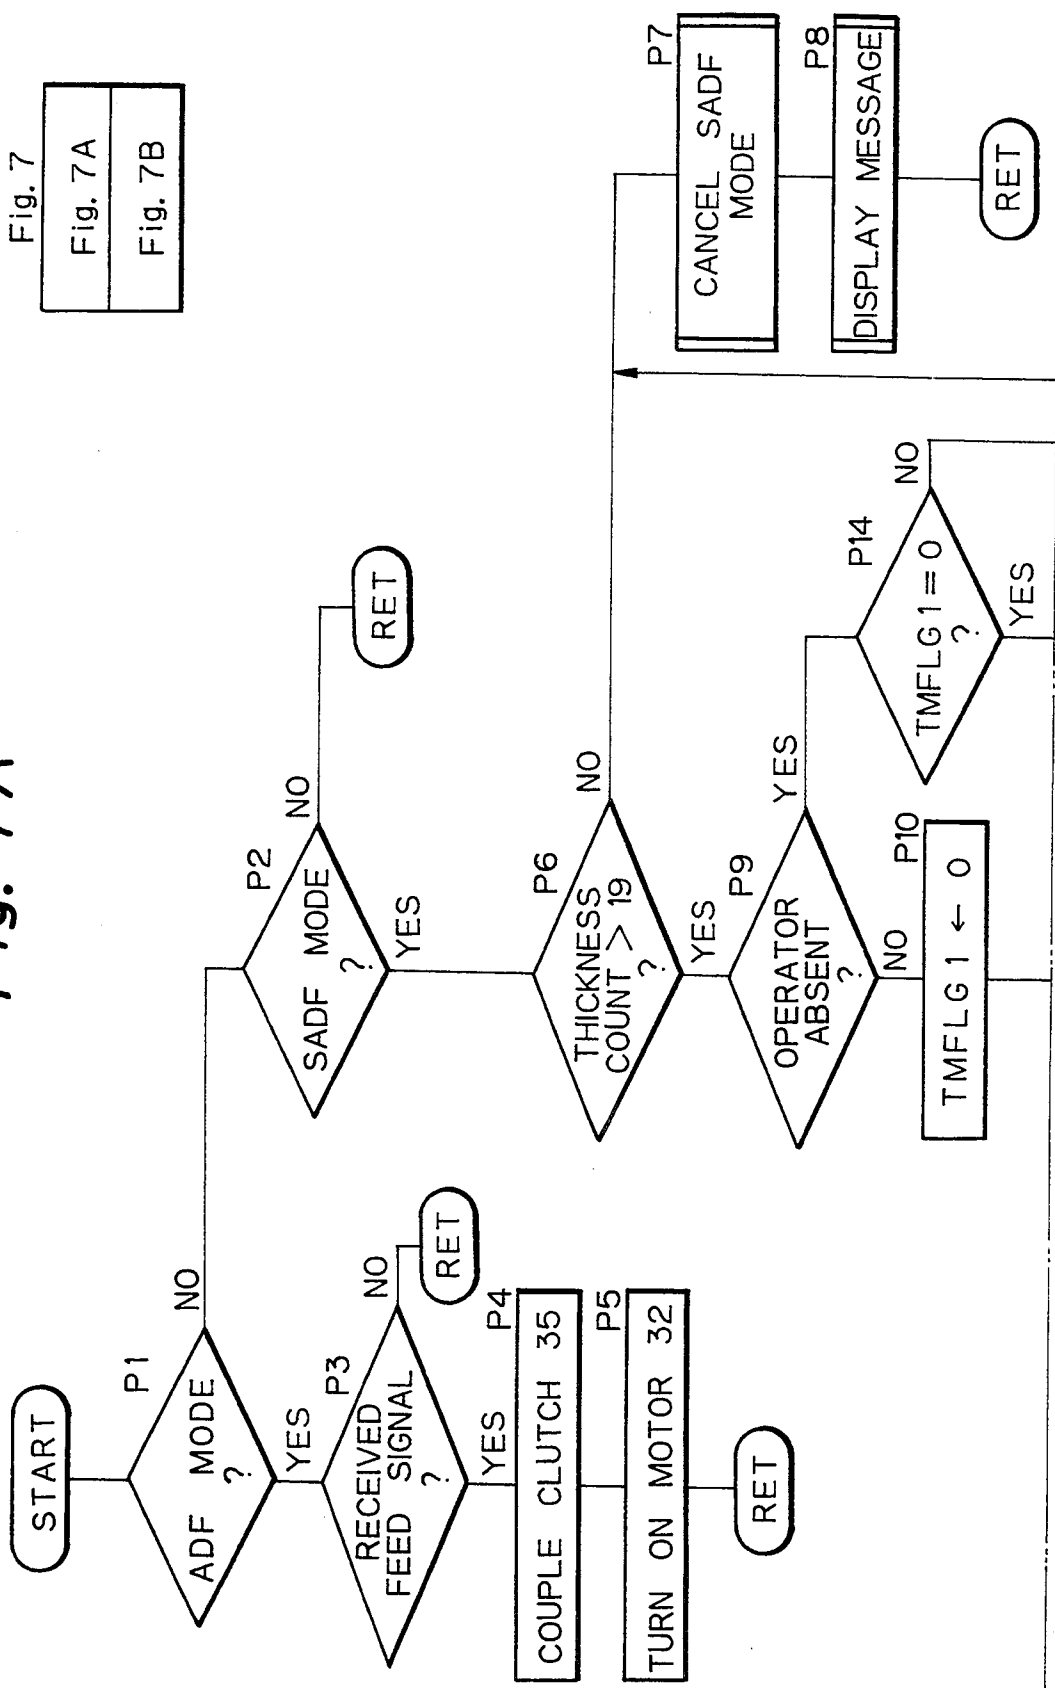 Fig. 7A
Fig. 7
Fig. 7A
Fig. 7B
START
P1
ADF MODE
?
NO
YES
P2
SADF MODE
?
NO
RET
YES
P3
RECEIVED
FEED SIGNAL
?
NO
RET
YES
P4
COUPLE CLUTCH 35
P5
TURN ON MOTOR 32
RET
P6
THICKNESS
COUNT > 19
?
NO
YES
P7
CANCEL SADF
MODE
P8
DISPLAY MESSAGE
RET
P9
OPERATOR
ABSENT
?
YES
NO
P10
TMFLG1 ← 0
P14
TMFLG1=0
?
NO
YES